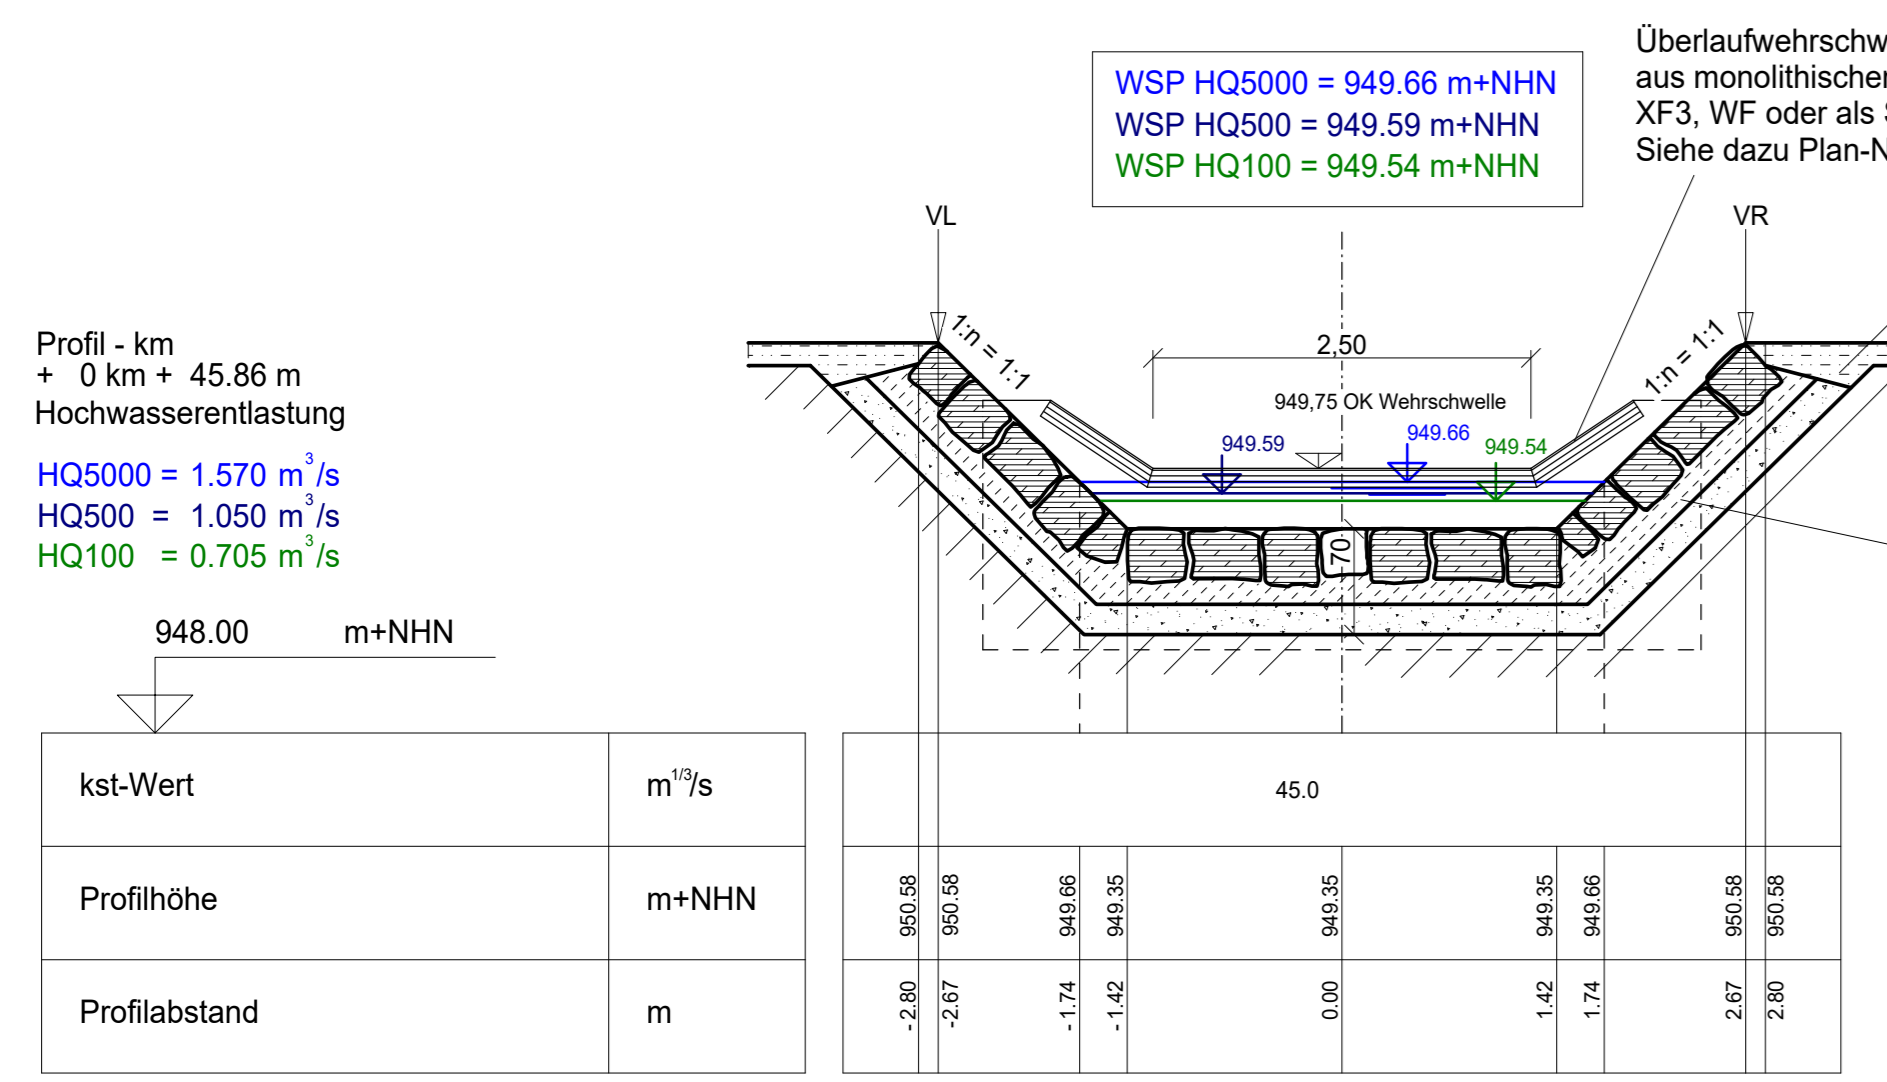 Überlaufwehrschw
aus monolithischer
XF3, WF oder als S
Siehe dazu Plan-N
WSP HQ5000 = 949.66 m+NHN
WSP HQ500 = 949.59 m+NHN
WSP HQ100 = 949.54 m+NHN
VL
VR
Profil - km
+ 0 km + 45.86 m
Hochwasserentlastung
HQ5000 = 1.570 m³/s
HQ500 = 1.050 m³/s
HQ100 = 0.705 m³/s
1:n = 1:1
2,50
1:n = 1:1
949,75 OK Wehrschwelle
949.59
949.66
949.54
70
948.00 m+NHN
kst-Wert m^1/3/s 45.0
Profilhöhe m+NHN 950.58 950.58 949.66 949.35 949.35 949.35 949.66 950.58 950.58
Profilabstand m -2.80 -2.67 -1.74 -1.42 0.00 1.42 1.74 2.67 2.80